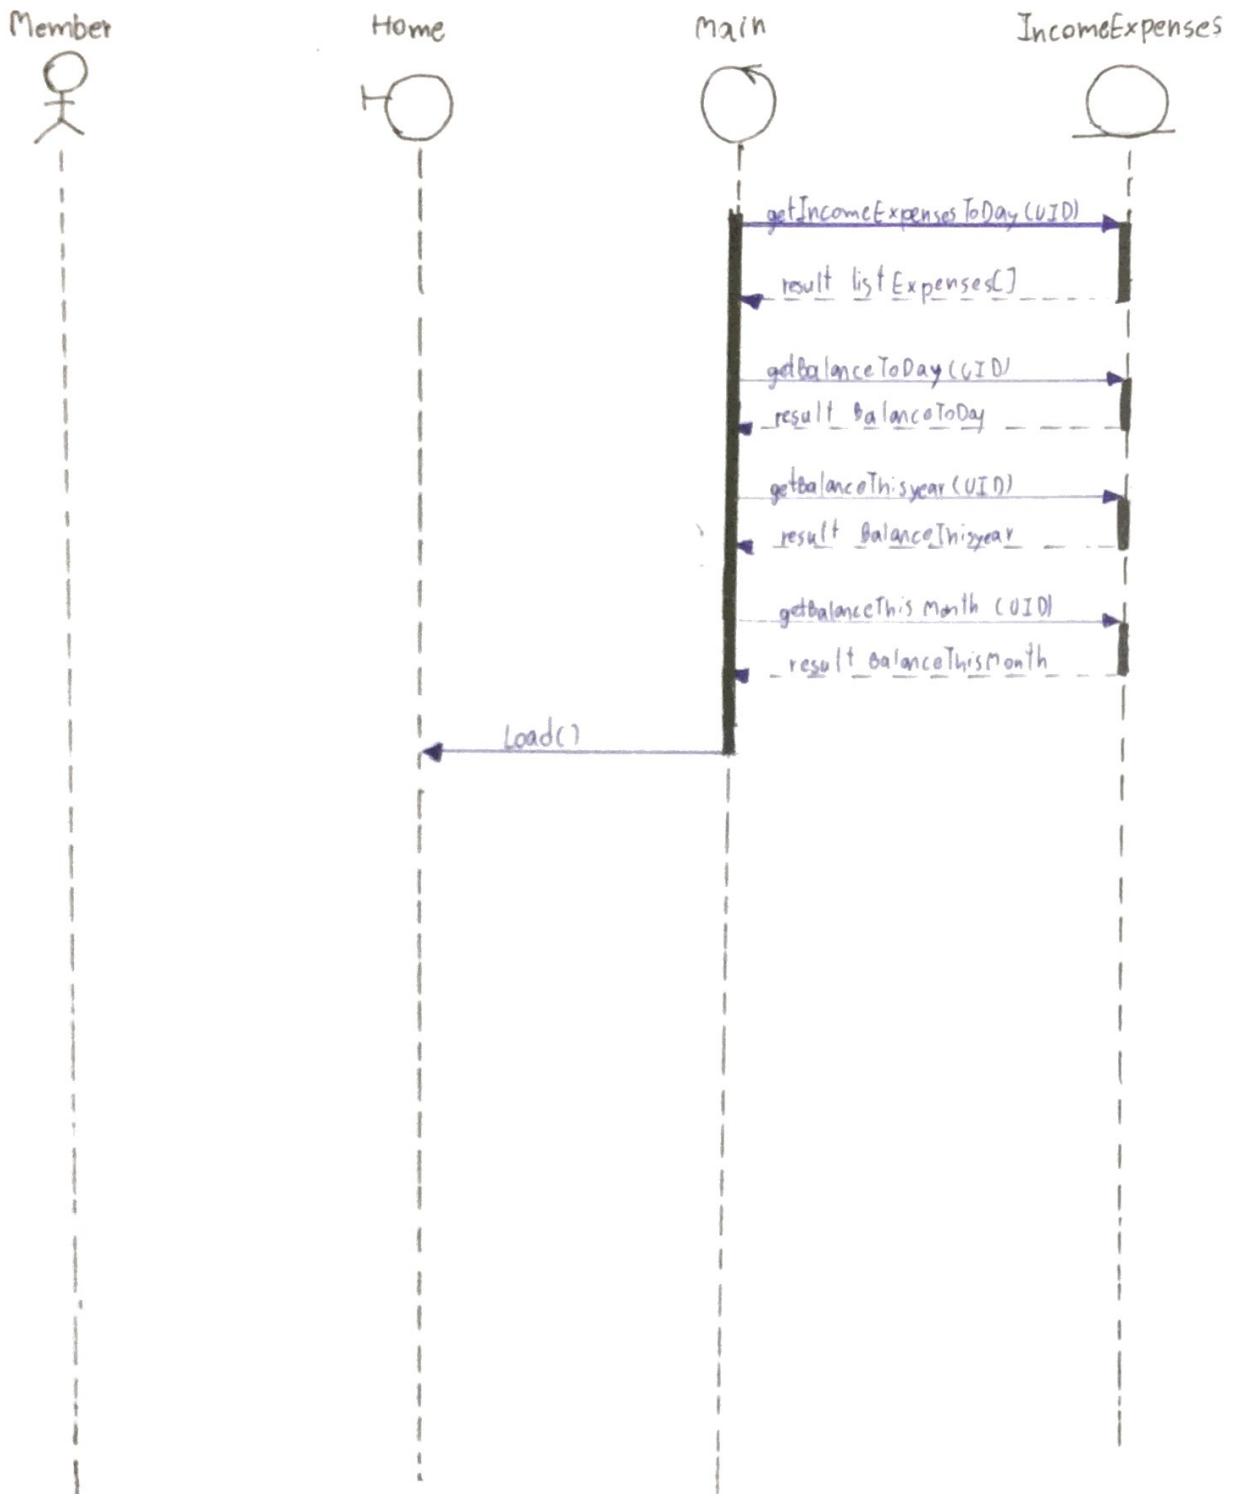 Member Home Main IncomeExpenses
getIncomeExpensesToDay(UID)
result listExpenses[]
getBalanceToDay(UID)
result BalanceToDay
getBalanceThisyear(UID)
result BalanceThisyear
getBalanceThisMonth (UID)
result BalanceThisMonth
Load()